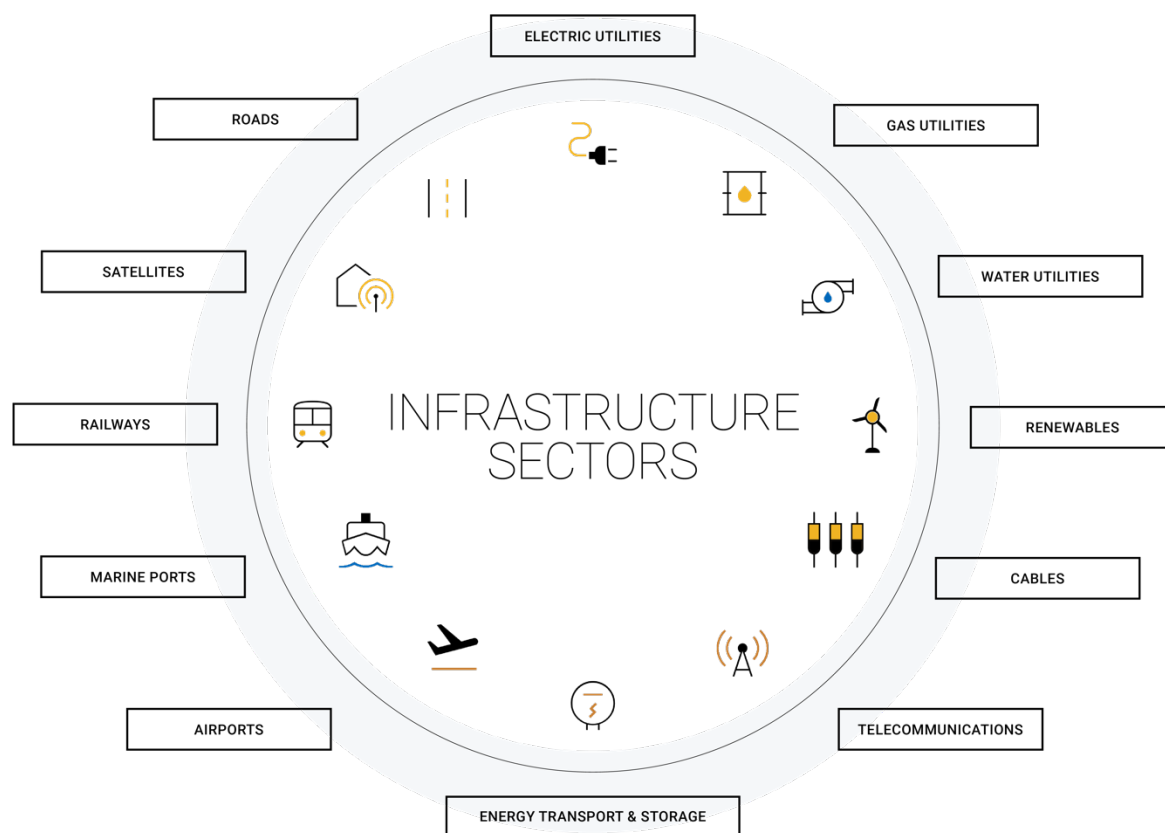 ELECTRIC UTILITIES
ROADS
GAS UTILITIES
SATELLITES
WATER UTILITIES
INFRASTRUCTURE
SECTORS
RAILWAYS
RENEWABLES
MARINE PORTS
CABLES
AIRPORTS
TELECOMMUNICATIONS
ENERGY TRANSPORT & STORAGE